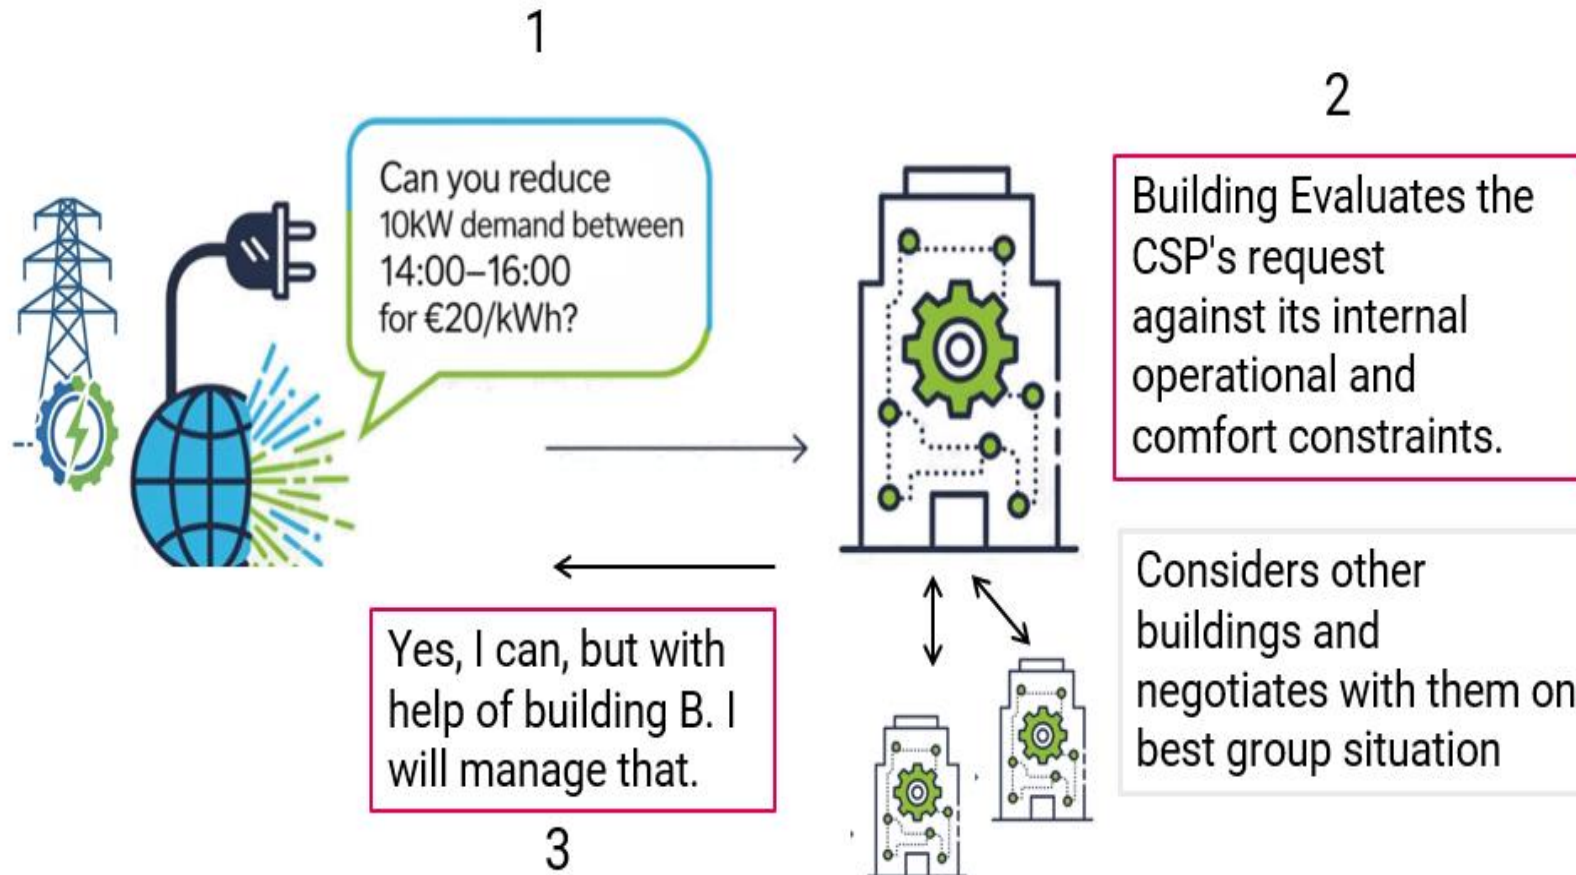 1
Can you reduce
10KW demand between
14:00–16:00
for €20/kWh?
2
Building Evaluates the
CSP's request
against its internal
operational and
comfort constraints.
Considers other
buildings and
negotiates with them on
best group situation
Yes, I can, but with
help of building B. I
will manage that.
3